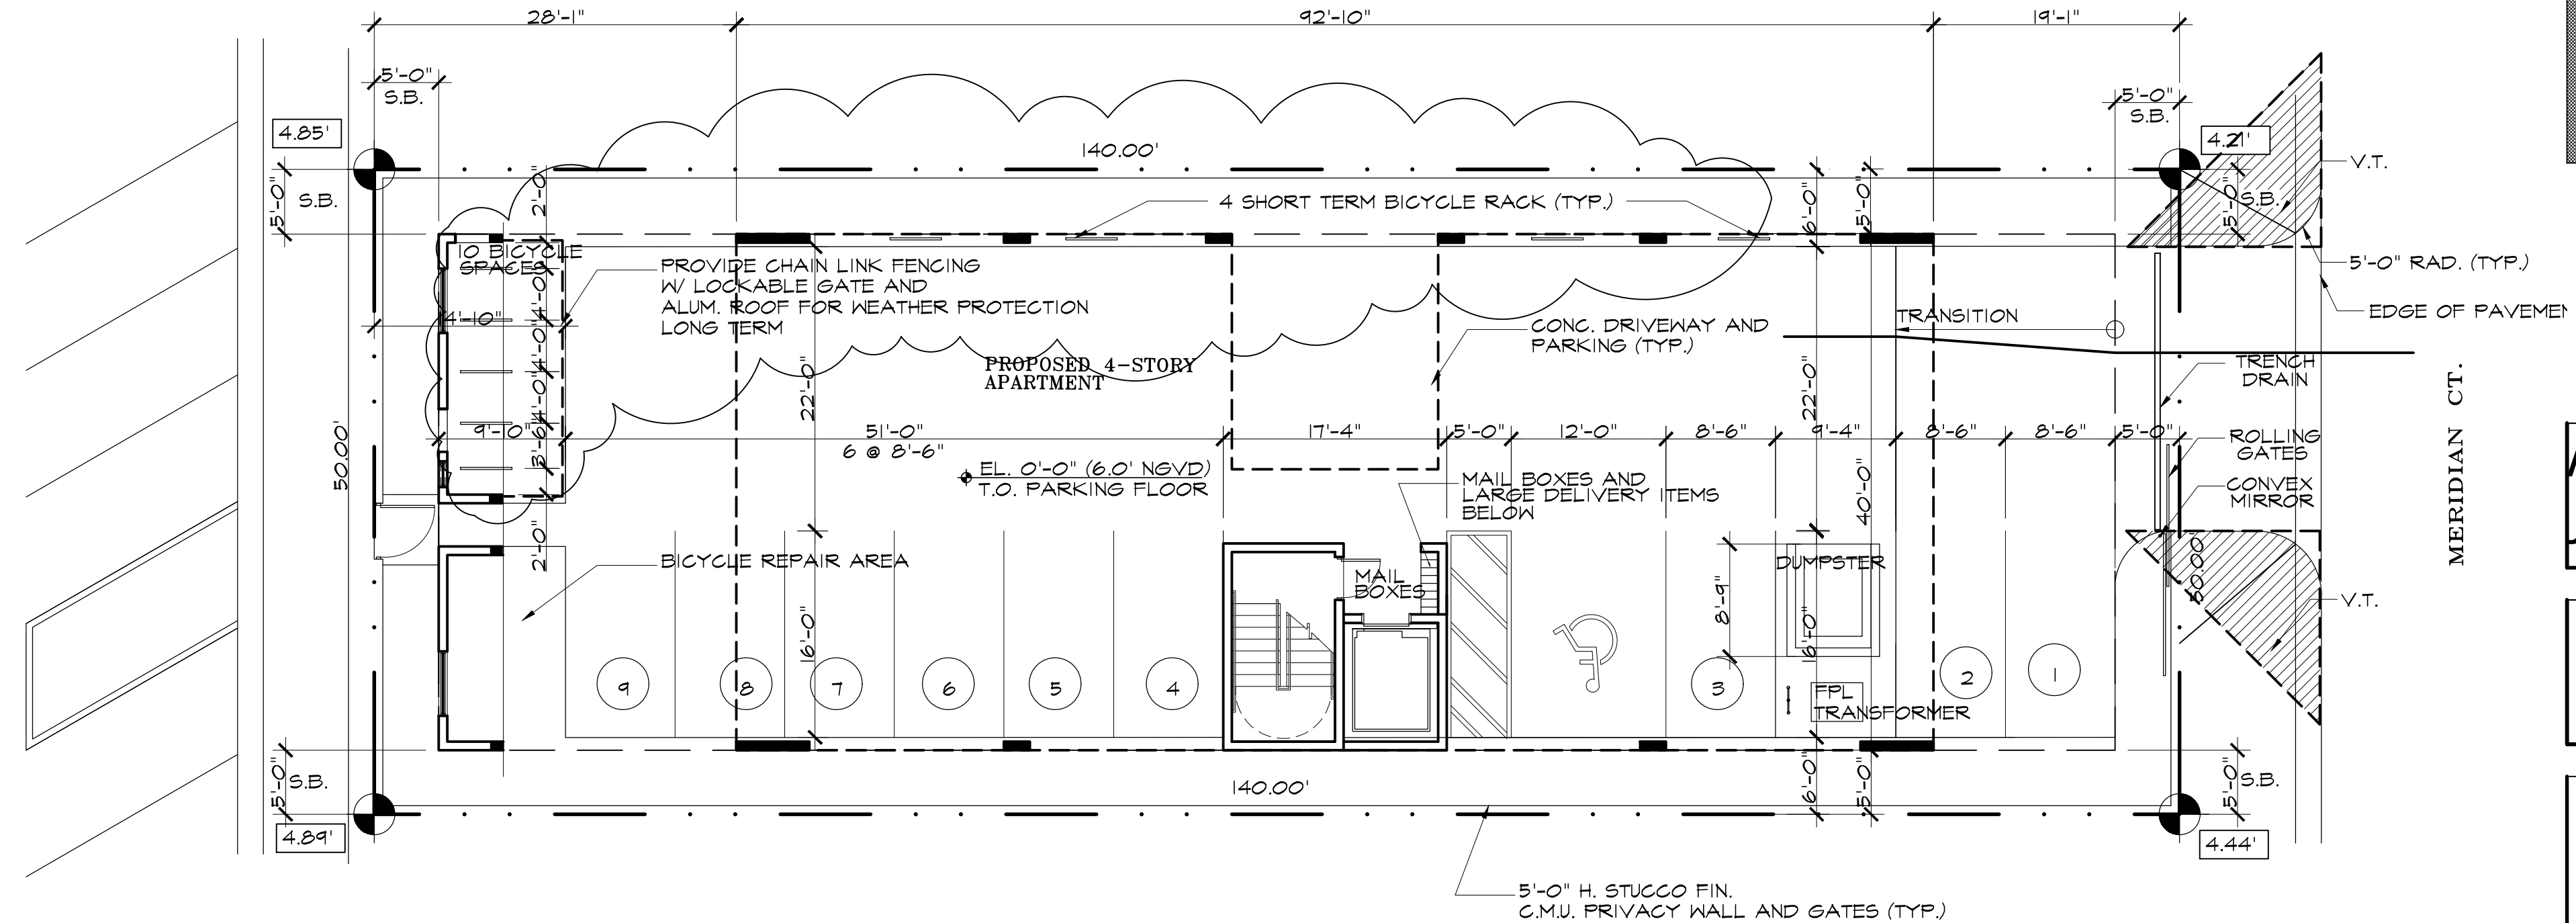 28'-1"
92'-10"
19'-1"
5'-0"
S.B.
5'-0"
S.B.
4.85'
4.21'
140.00'
V.T.
5'-0"
S.B.
2'-0"
4 SHORT TERM BICYCLE RACK (TYP.)
6'-0"
5'-0"
5'-0"
S.B.
10 BICYCLE
SPACES
PROVIDE CHAIN LINK FENCING
W/ LOCKABLE GATE AND
ALUM. ROOF FOR WEATHER PROTECTION
LONG TERM
5'-0" RAD. (TYP.)
4'-0"
14'-10"
4'-0"
4'-0"
3'-6"
TRANSITION
CONC. DRIVEWAY AND
PARKING (TYP.)
PROPOSED 4-STORY
APARTMENT
22'-0"
22'-0"
TRENCH
DRAIN
MERIDIAN CT.
50.00'
9'-10"
51'-0"
6 @ 8'-6"
17'-4"
5'-0"
12'-0"
8'-6"
9'-4"
8'-6"
8'-6"
5'-0"
ROLLING
GATES
EL. 0'-0" (6.0' NGVD)
T.O. PARKING FLOOR
MAIL BOXES AND
LARGE DELIVERY ITEMS
BELOW
40'-0"
CONVEX
MIRROR
2'-0"
BICYCLE REPAIR AREA
MAIL
BOXES
DUMPSTER
8'-9"
50.00'
V.T.
16'-0"
16'-0"
9
8
7
6
5
4
3
2
1
FPL
TRANSFORMER
5'-0"
S.B.
140.00'
6'-0"
5'-0"
5'-0"
S.B.
4.89'
4.44'
5'-0" H. STUCCO FIN.
C.M.U. PRIVACY WALL AND GATES (TYP.)